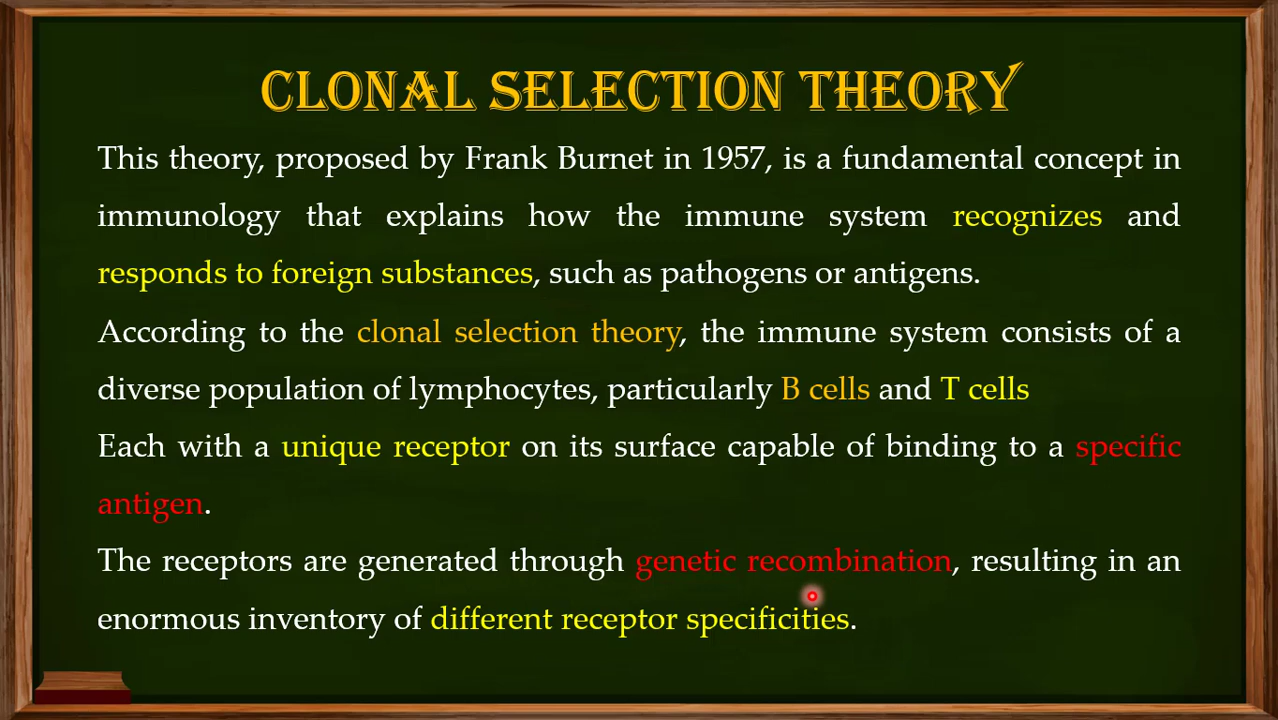 CLONAL SELECTION THEORY
This theory, proposed by Frank Burnet in 1957, is a fundamental concept in
immunology that explains how the immune system recognizes and
responds to foreign substances, such as pathogens or antigens.
According to the clonal selection theory, the immune system consists of a
diverse population of lymphocytes, particularly B cells and T cells
Each with a unique receptor on its surface capable of binding to a specific
antigen.
The receptors are generated through genetic recombination, resulting in an
enormous inventory of different receptor specificities.